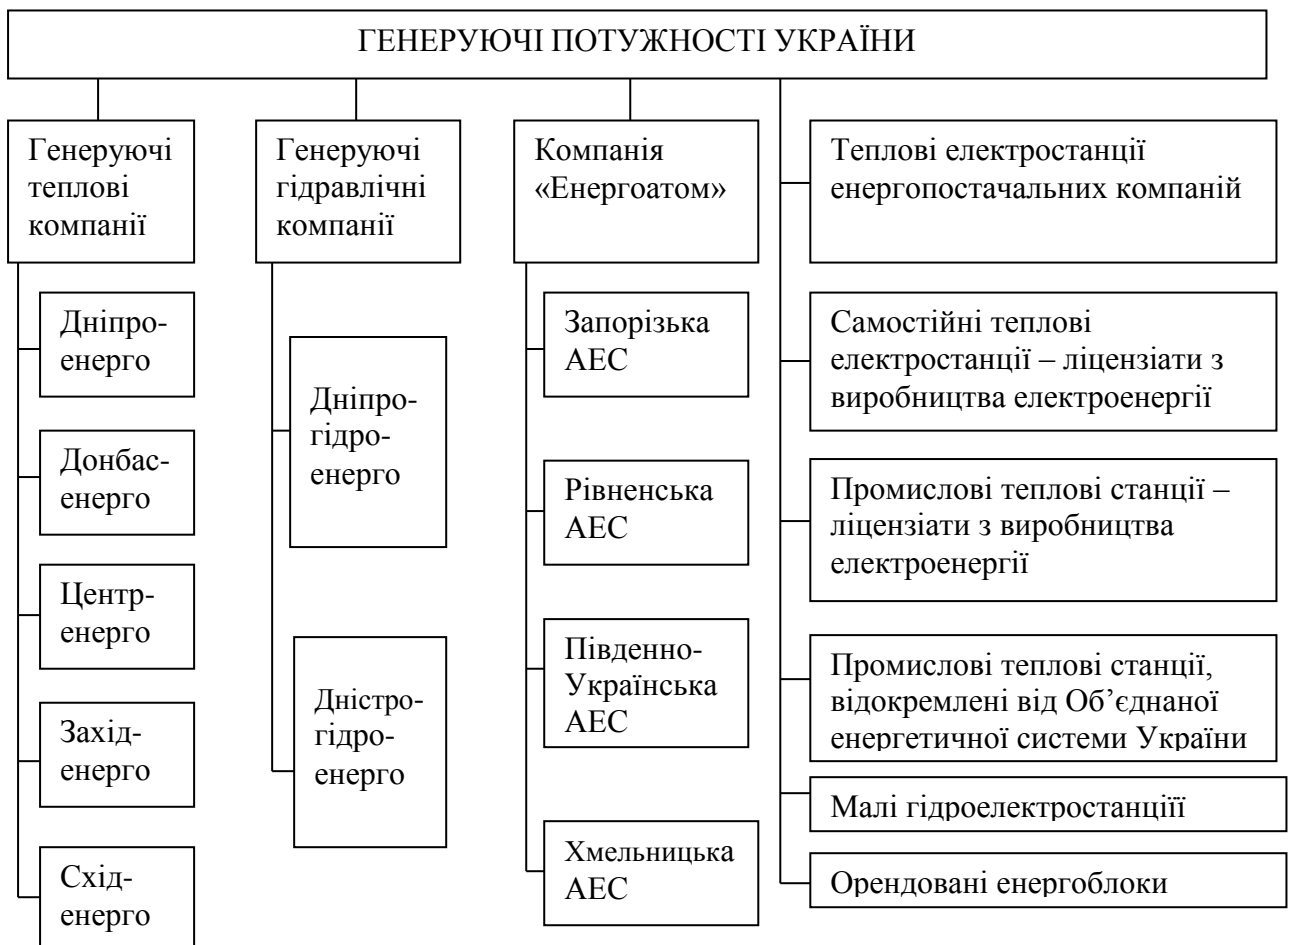 ГЕНЕРУЮЧІ ПОТУЖНОСТІ УКРАЇНИ
Генеруючі
теплові
компанії
Дніпро-
енерго
Донбас-
енерго
Центр-
енерго
Захід-
енерго
Схід-
енерго
Генеруючі
гідравлічні
компанії
Дніпро-
гідро-
енерго
Дністро-
гідро-
енерго
Компанія
«Енергоатом»
Запорізька
АЕС
Рівненська
АЕС
Південно-
Українська
АЕС
Хмельницька
АЕС
Теплові електростанції
енергопостачальних компаній
Самостійні теплові
електростанції – ліцензіати з
виробництва електроенергії
Промислові теплові станції –
ліцензіати з виробництва
електроенергії
Промислові теплові станції,
відокремлені від Об’єднаної
енергетичної системи України
Малі гідроелектростанціїї
Орендовані енергоблоки